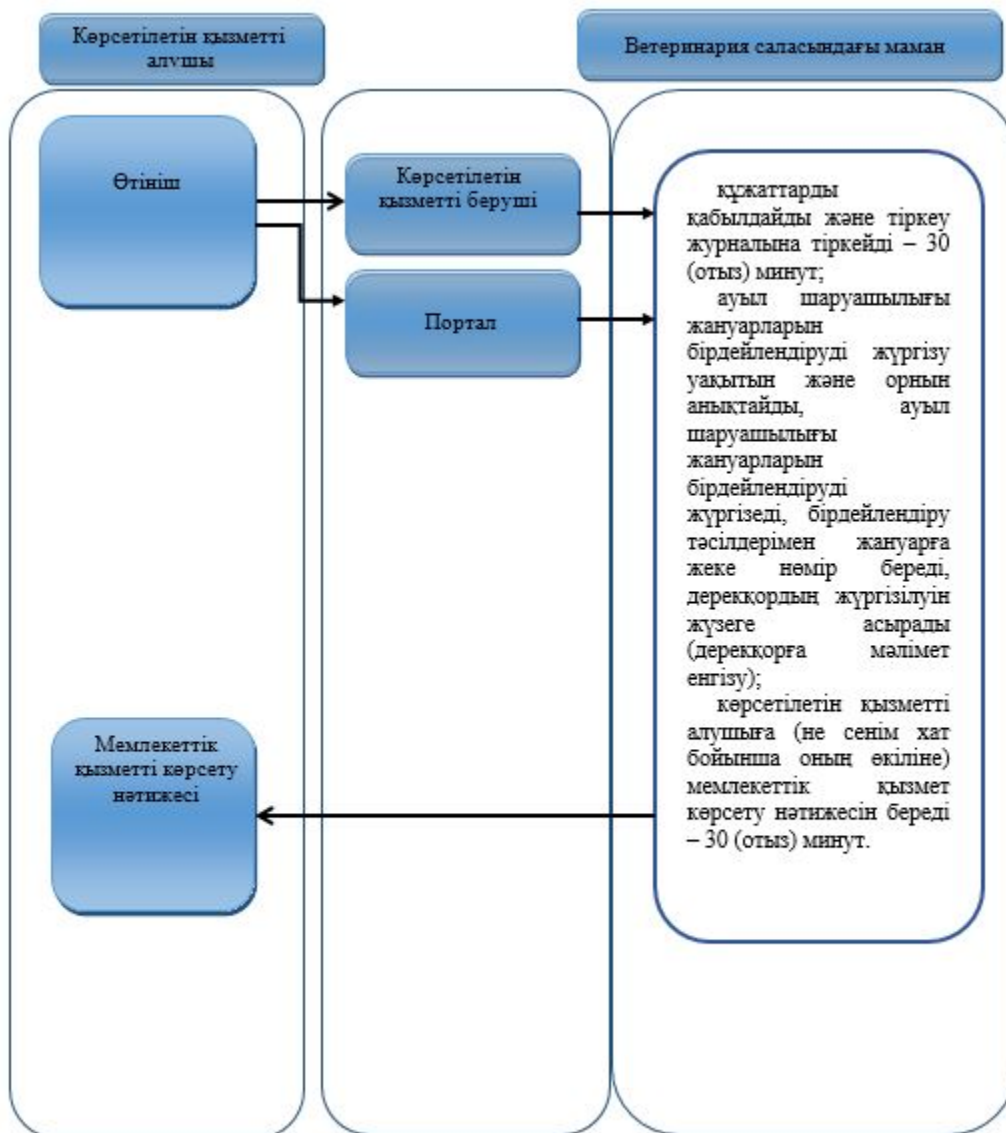 Көрсетілетін қызметті
алушы
Ветеринария саласындағы маман
Өтініш
Көрсетілетін
қызметті беруші
Портал
құжаттарды
қабылдайды және тіркеу
журналына тіркейді – 30
(отыз) минут;
ауыл шаруашылығы
жануарларын
бірдейлендіруді жүргізу
уақытын және орнын
анықтайды, ауыл
шаруашылығы
жануарларын
бірдейлендіруді
жүргізеді, бірдейлендіру
тәсілдерімен жануарға
жеке нөмір береді,
дерекқордың жүргізілуін
жүзеге асырады
(дерекқорға мәлімет
енгізу);
көрсетілетін қызметті
алушыға (не сенім хат
бойынша оның өкіліне)
мемлекеттік қызмет
көрсету нәтижесін береді
– 30 (отыз) минут.
Мемлекеттік
қызметті көрсету
нәтижесі